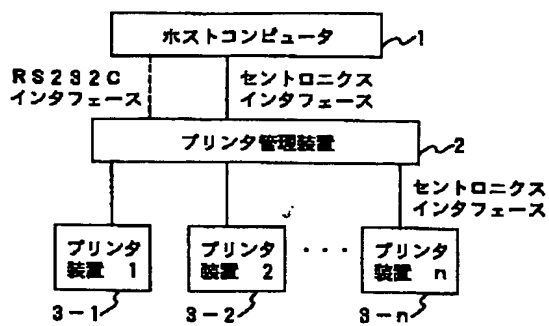 ホストコンピュータ
1
RS232C
インタフェース
セントロニクス
インタフェース
プリンタ管理装置
2
セントロニクス
インタフェース
プリンタ
装置 1
プリンタ
装置 2
・・・
プリンタ
装置 n
3-1
3-2
3-n